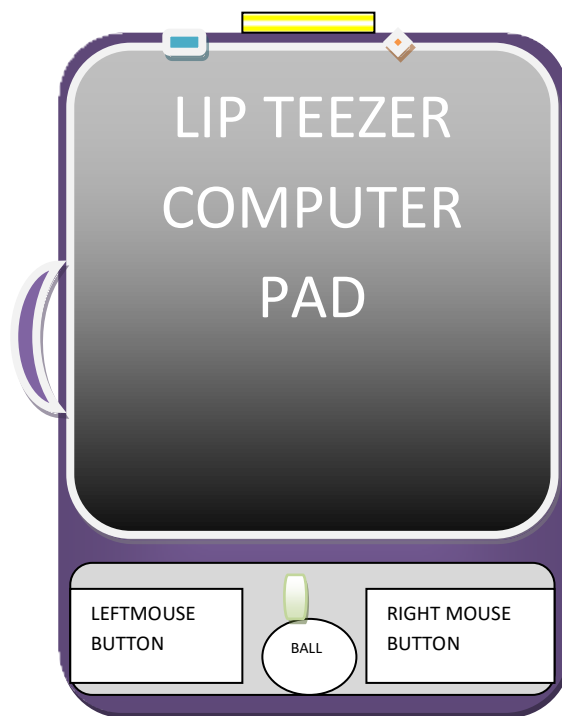 LIP TEEZER
COMPUTER
PAD
LEFTMOUSE
BUTTON
BALL
RIGHT MOUSE
BUTTON